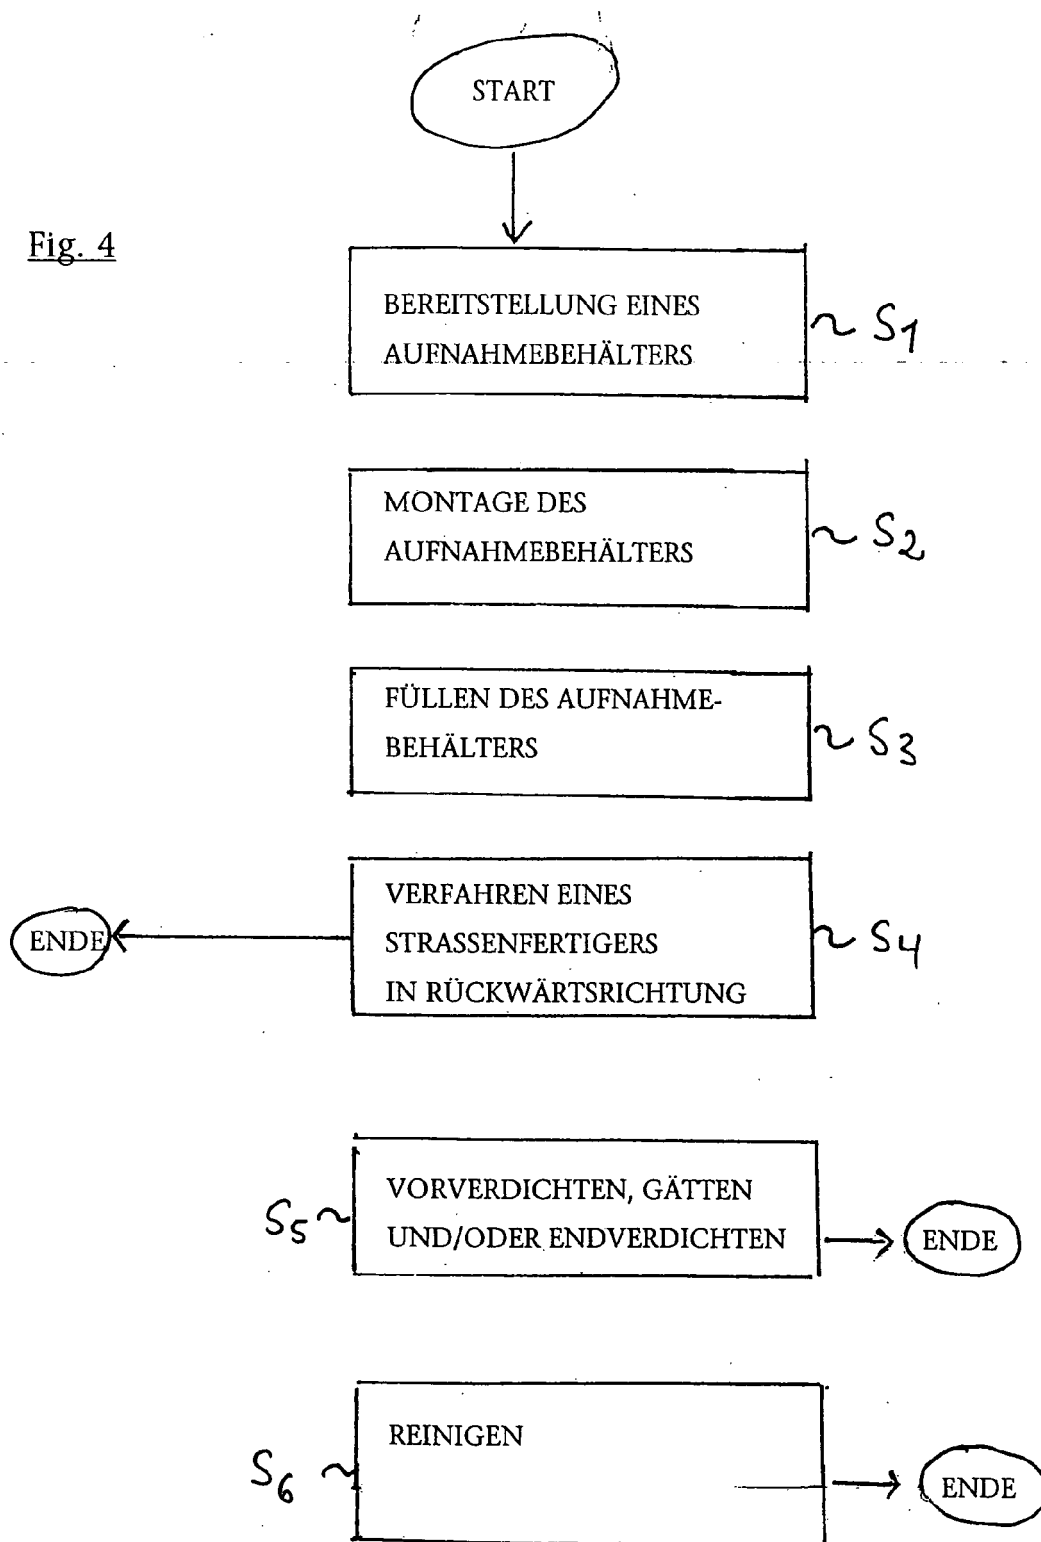 START
Fig. 4
BEREITSTELLUNG EINES
AUFNAHMEBEHÄLTERS
~ S1
MONTAGE DES
AUFNAHMEBEHÄLTERS
~ S2
FÜLLEN DES AUFNAHME-
BEHÄLTERS
~ S3
VERFAHREN EINES
STRASSENFERTIGERS
IN RÜCKWÄRTSRICHTUNG
~ S4
ENDE
S5 ~
VORVERDICHTEN, GÄTTEN
UND/ODER ENDVERDICHTEN
ENDE
REINIGEN
S6 ~
ENDE